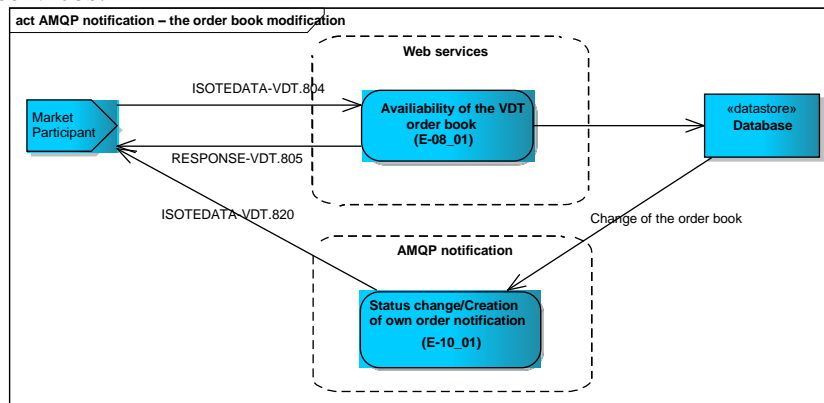 act AMQP notification – the order book modification
Web services
ISOTEDATA-VDT.804
Market
Participant
Availiability of the VDT
order book
(E-08_01)
«datastore»
Database
RESPONSE-VDT.805
ISOTEDATA-VDT.820
Change of the order book
AMQP notification
Status change/Creation
of own order notification
(E-10_01)